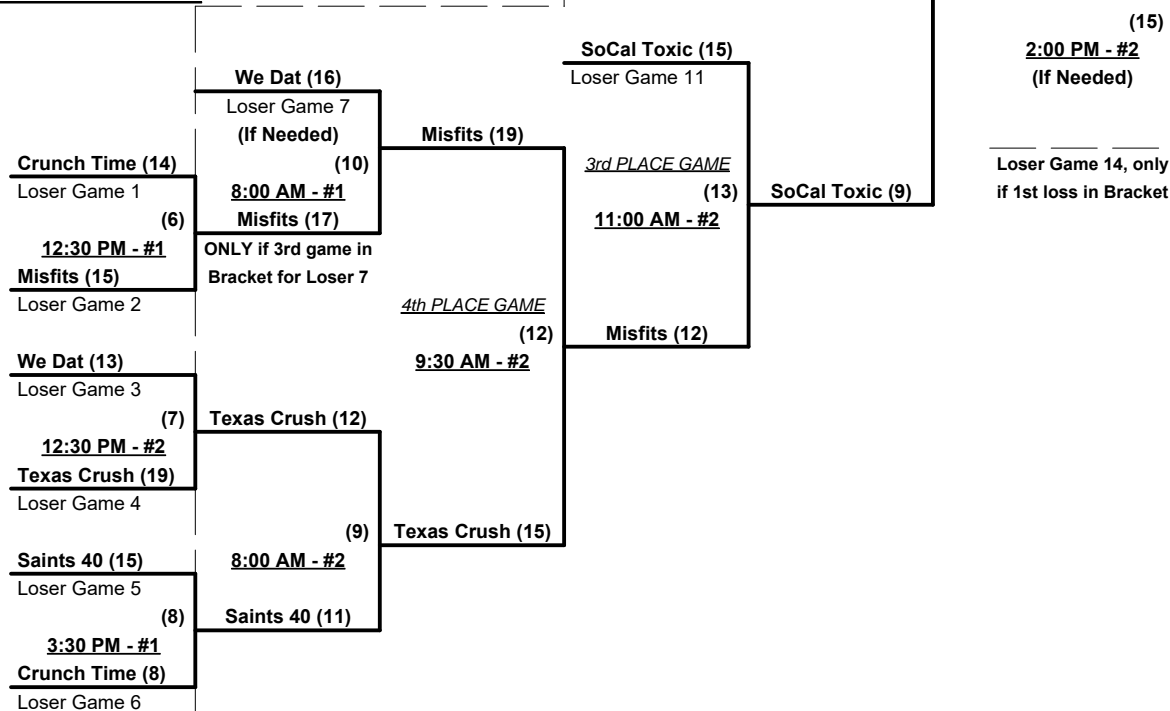 (15)
SoCal Toxic (15)
2:00 PM - #2
We Dat (16)
Loser Game 11
(If Needed)
Loser Game 7
(If Needed)
Misfits (19)
Crunch Time (14)
(10)
3rd PLACE GAME
Loser Game 14, only
Loser Game 1
8:00 AM - #1
(13)
SoCal Toxic (9)
if 1st loss in Bracket
(6)
Misfits (17)
11:00 AM - #2
12:30 PM - #1
ONLY if 3rd game in
Misfits (15)
Bracket for Loser 7
Loser Game 2
4th PLACE GAME
(12)
Misfits (12)
We Dat (13)
9:30 AM - #2
Loser Game 3
(7)
Texas Crush (12)
12:30 PM - #2
Texas Crush (19)
Loser Game 4
(9)
Texas Crush (15)
Saints 40 (15)
8:00 AM - #2
Loser Game 5
(8)
Saints 40 (11)
3:30 PM - #1
Crunch Time (8)
Loser Game 6